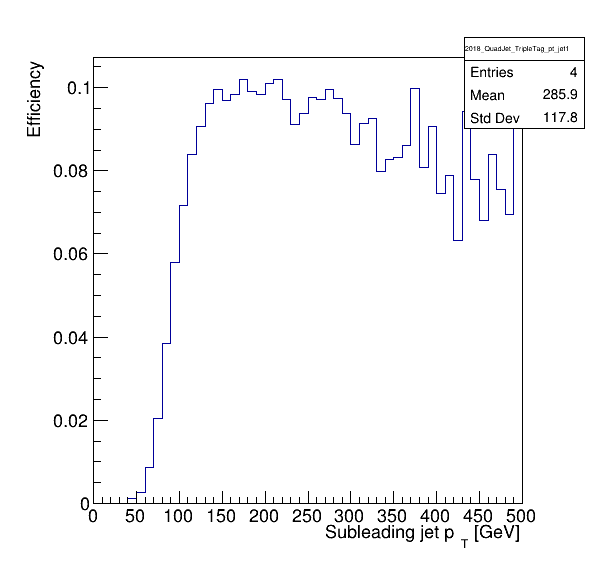 2018_QuadJet_TripleTag_pt_jet1
Entries 4
Mean 285.9
Std Dev 117.8
Efficiency
0.1
0.08
0.06
0.04
0.02
0
0 50 100 150 200 250 300 350 400 450 500
Subleading jet p T [GeV]